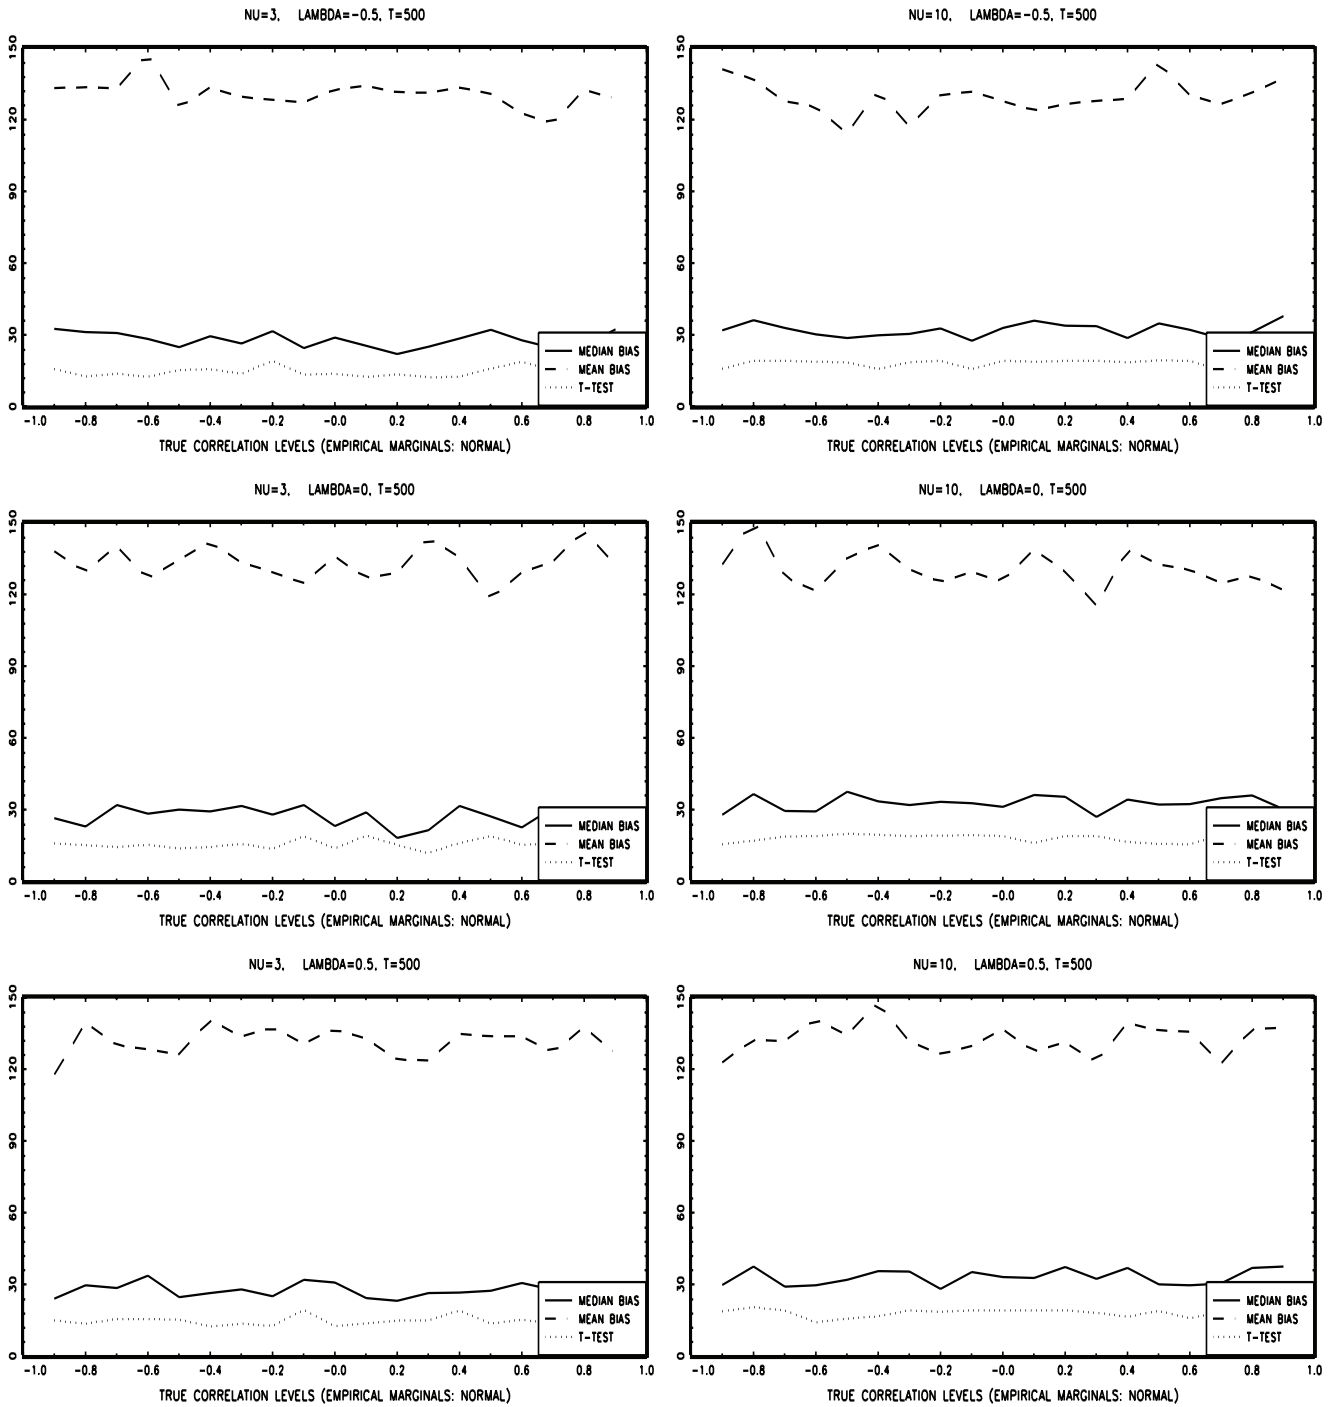 NU=3, LAMBDA=-0.5, T=500
150
120
90
60
30
0
MEDIAN BIAS
MEAN BIAS
T-TEST
-1.0 -0.8 -0.6 -0.4 -0.2 -0.0 0.2 0.4 0.6 0.8 1.0
TRUE CORRELATION LEVELS (EMPIRICAL MARGINALS: NORMAL)
NU=10, LAMBDA=-0.5, T=500
150
120
90
60
30
0
MEDIAN BIAS
MEAN BIAS
T-TEST
-1.0 -0.8 -0.6 -0.4 -0.2 -0.0 0.2 0.4 0.6 0.8 1.0
TRUE CORRELATION LEVELS (EMPIRICAL MARGINALS: NORMAL)
NU=3, LAMBDA=0, T=500
150
120
90
60
30
0
MEDIAN BIAS
MEAN BIAS
T-TEST
-1.0 -0.8 -0.6 -0.4 -0.2 -0.0 0.2 0.4 0.6 0.8 1.0
TRUE CORRELATION LEVELS (EMPIRICAL MARGINALS: NORMAL)
NU=10, LAMBDA=0, T=500
150
120
90
60
30
0
MEDIAN BIAS
MEAN BIAS
T-TEST
-1.0 -0.8 -0.6 -0.4 -0.2 -0.0 0.2 0.4 0.6 0.8 1.0
TRUE CORRELATION LEVELS (EMPIRICAL MARGINALS: NORMAL)
NU=3, LAMBDA=0.5, T=500
150
120
90
60
30
0
MEDIAN BIAS
MEAN BIAS
T-TEST
-1.0 -0.8 -0.6 -0.4 -0.2 -0.0 0.2 0.4 0.6 0.8 1.0
TRUE CORRELATION LEVELS (EMPIRICAL MARGINALS: NORMAL)
NU=10, LAMBDA=0.5, T=500
150
120
90
60
30
0
MEDIAN BIAS
MEAN BIAS
T-TEST
-1.0 -0.8 -0.6 -0.4 -0.2 -0.0 0.2 0.4 0.6 0.8 1.0
TRUE CORRELATION LEVELS (EMPIRICAL MARGINALS: NORMAL)